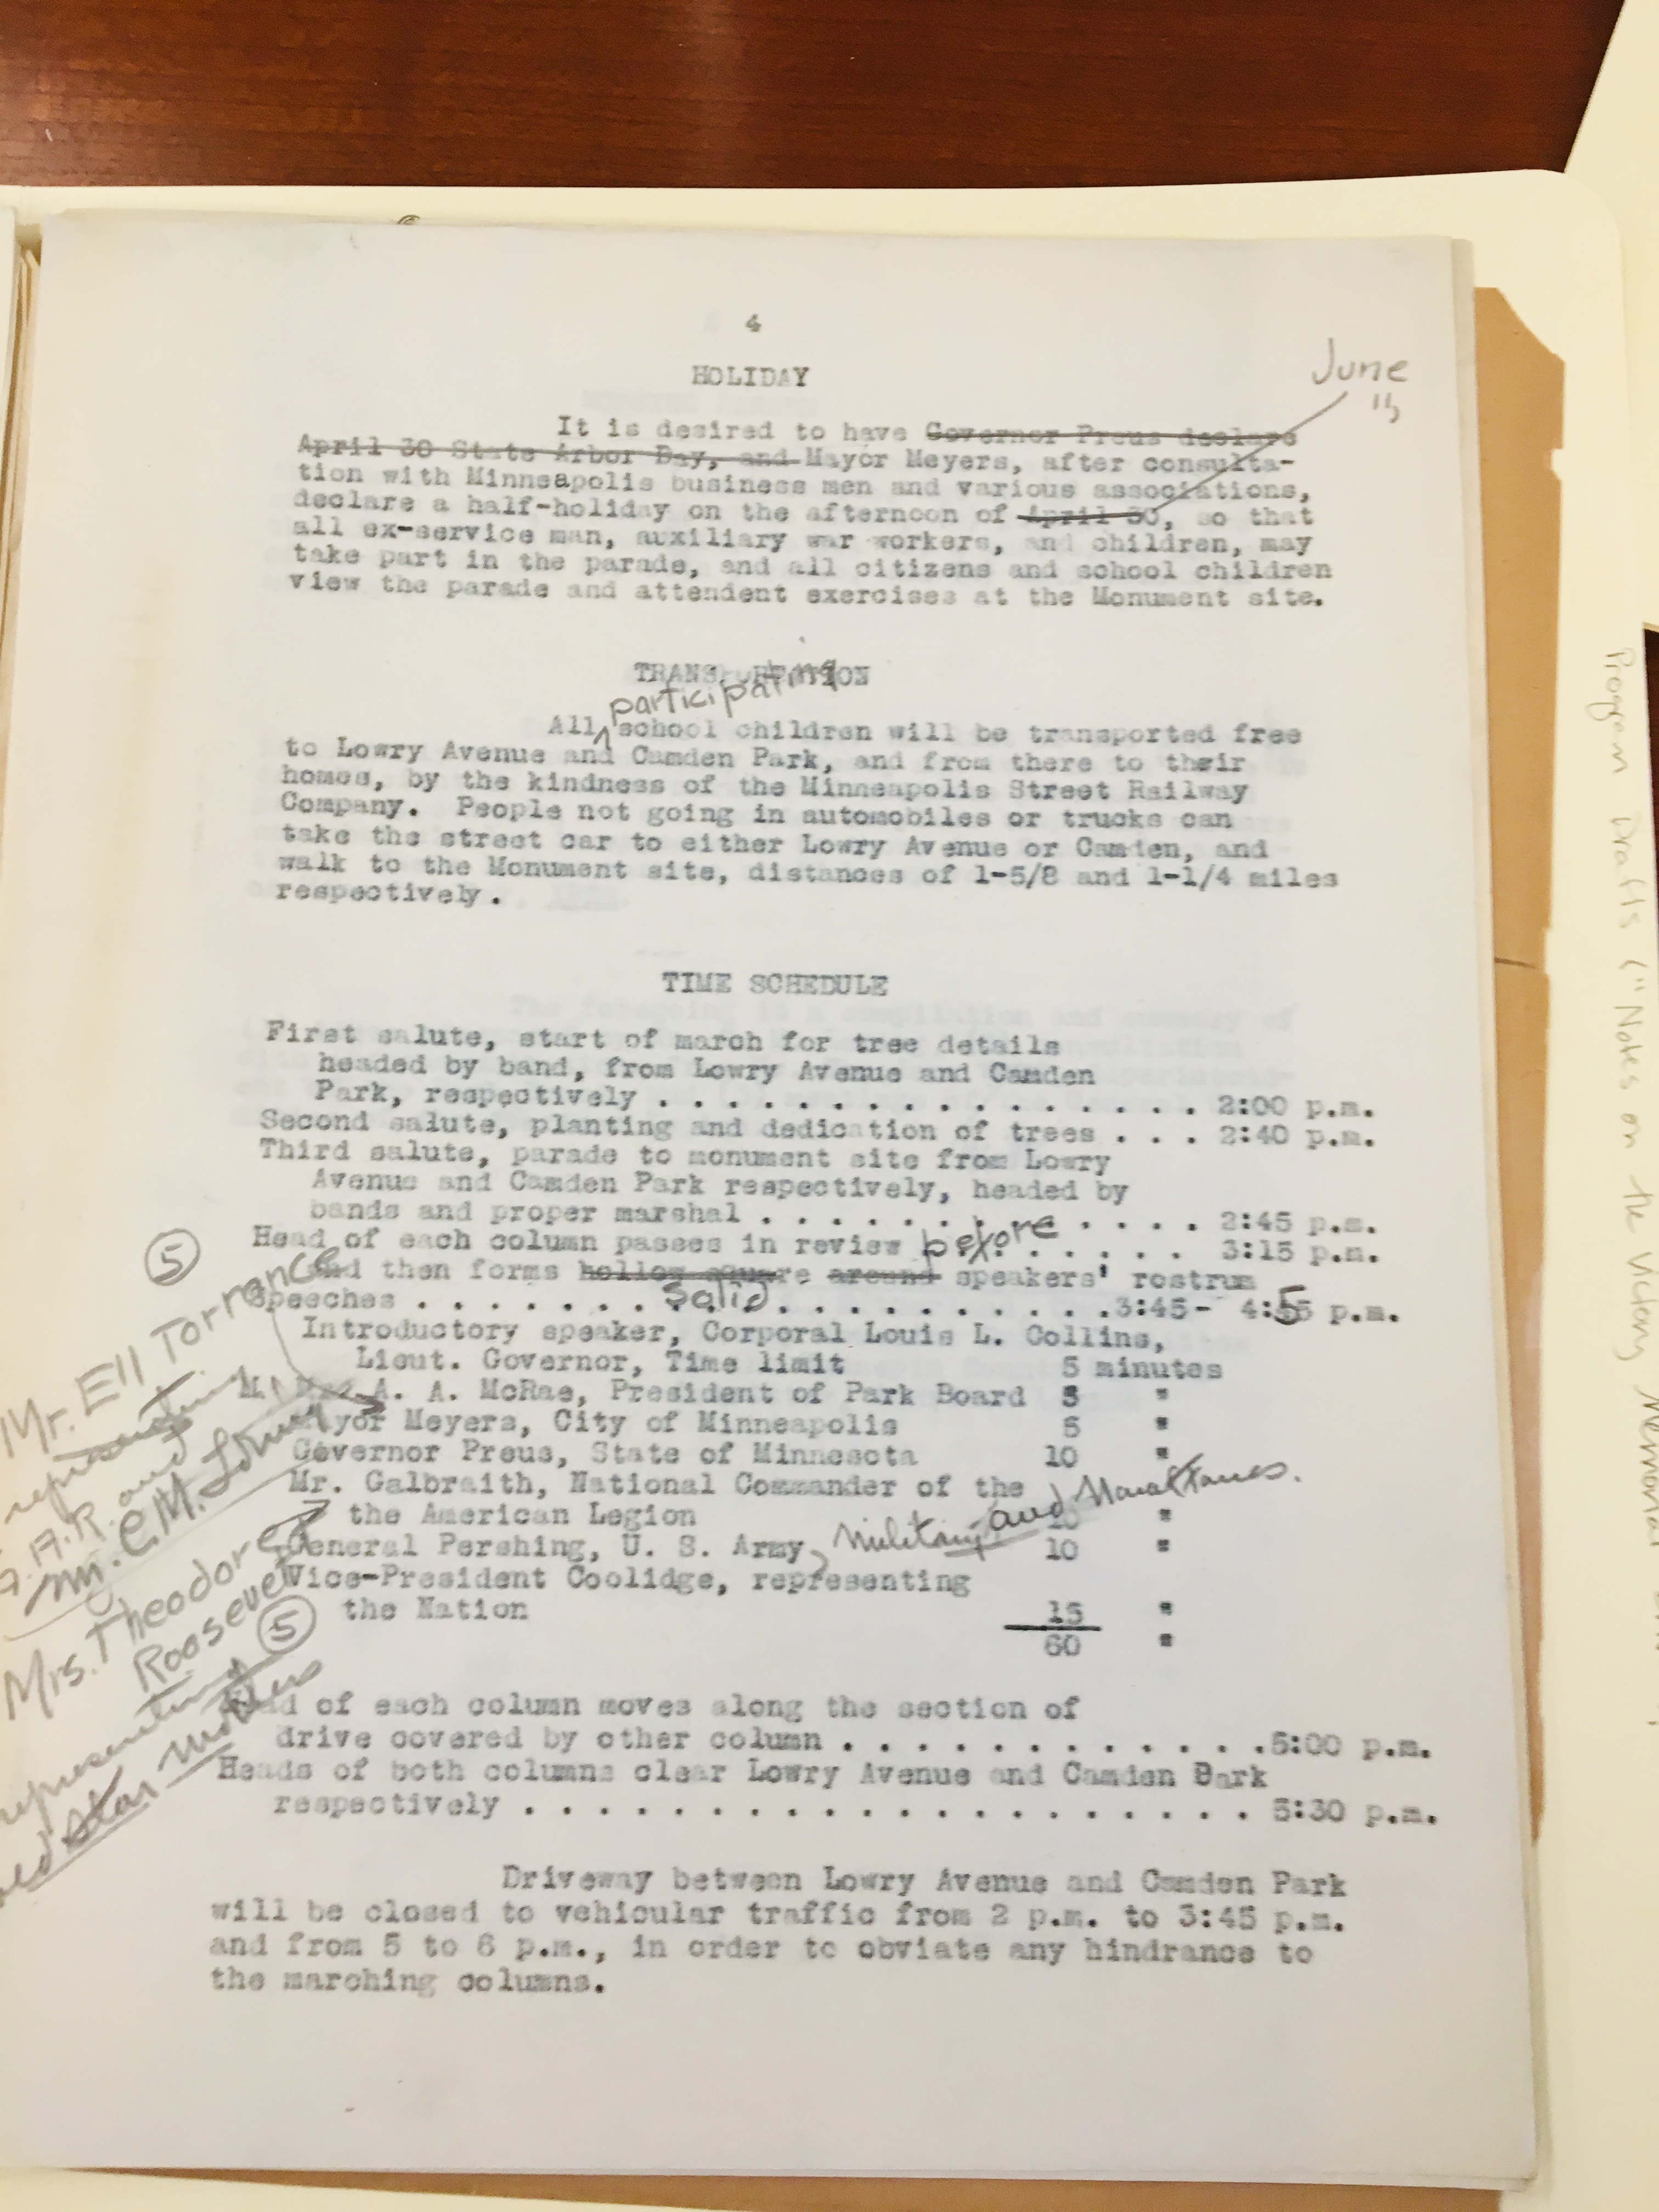 4
HOLIDAY
June
11,
It is desired to have Governor Preus declare
April 30 State Arbor Day, and Mayor Meyers, after consulta-
tion with Minneapolis business men and various associations,
declare a half-holiday on the afternoon of April 30, so that
all ex-service man, auxiliary war workers, and children, may
take part in the parade, and all citizens and school children
view the parade and attendent exercises at the Monument site.
TRANSPORTATION
participating
All school children will be transported free
to Lowry Avenue and Camden Park, and from there to their
homes, by the kindness of the Minneapolis Street Railway
Company. People not going in automobiles or trucks can
take the street car to either Lowry Avenue or Camden, and
walk to the Monument site, distances of 1-5/8 and 1-1/4 miles
respectively.
TIME SCHEDULE
First salute, start of march for tree details
headed by band, from Lowry Avenue and Camden
Park, respectively . . . . . . . . . . . . . . . . . 2:00 p.m.
Second salute, planting and dedication of trees . . . 2:40 p.m.
Third salute, parade to monument site from Lowry
Avenue and Camden Park respectively, headed by
bands and proper marshal . . . . . . . . . . . . . 2:45 p.m.
Head of each column passes in review before . . . . . 3:15 p.m.
and then forms hollow square around speakers' rostrum
solid
Speeches . . . . . . . . . . . . . . . . . . . . .3:45- 4:55 p.m.
Introductory speaker, Corporal Louis L. Collins,
Lieut. Governor, Time limit 5 minutes
A. A. McRae, President of Park Board 5 "
Mayor Meyers, City of Minneapolis 5 "
Governor Preus, State of Minnesota 10 "
Mr. Galbraith, National Commander of the
the American Legion 10 "
General Pershing, U. S. Army, Military and Naval Forces. 10 "
Vice-President Coolidge, representing
the Nation 15 "
60 "
5
Mr. Ell Torrance
representing
G.A.R. and
Mrs. Theodore
Roosevelt
5
representing
Gold Star Mothers
Head of each column moves along the section of
drive covered by other column . . . . . . . . . . . . .5:00 p.m.
Heads of both columns clear Lowry Avenue and Camden Bark
respectively . . . . . . . . . . . . . . . . . . . . . . 5:30 p.m.
Driveway between Lowry Avenue and Camden Park
will be closed to vehicular traffic from 2 p.m. to 3:45 p.m.
and from 5 to 6 p.m., in order to obviate any hindrance to
the marching columns.
Program Drafts ("Notes on the Victory Memorial